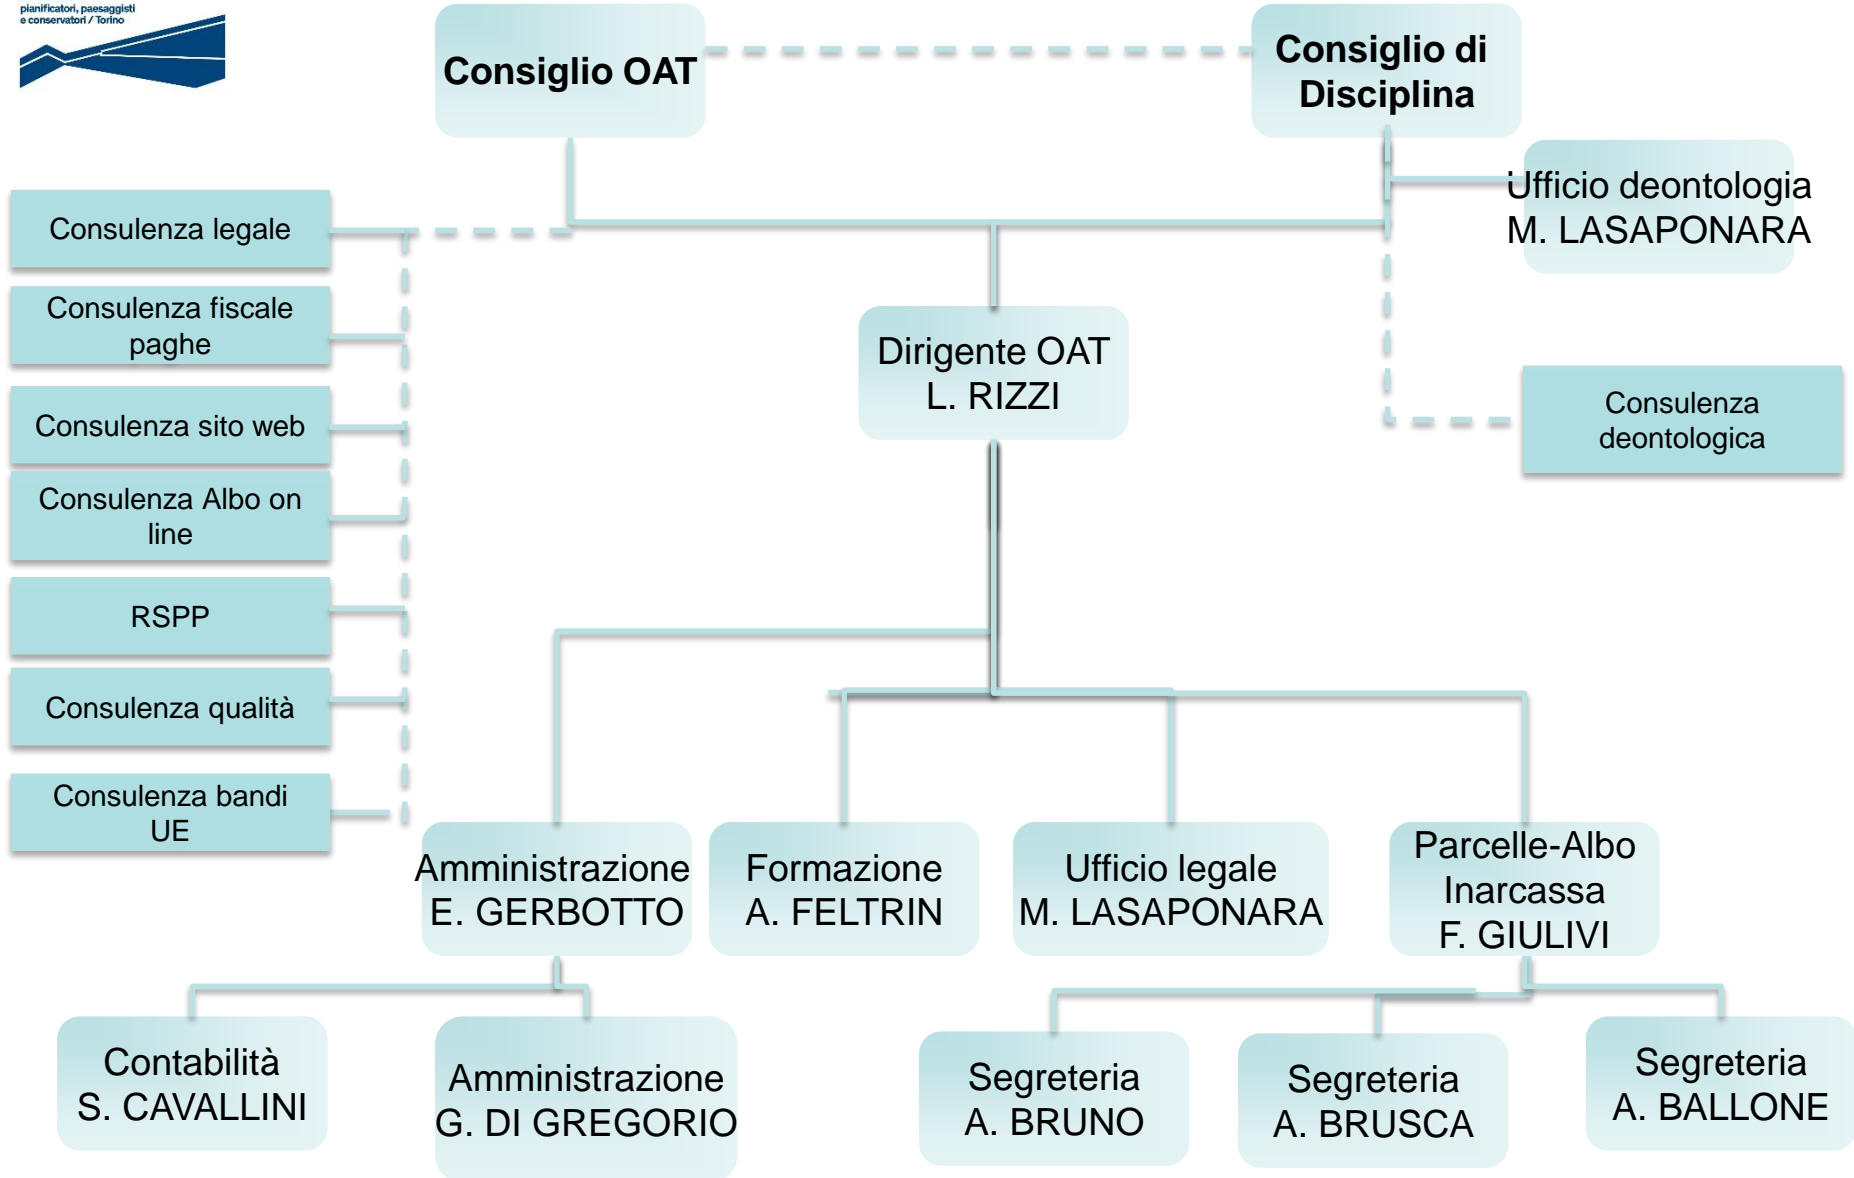 pianificatori, paesaggisti
e conservatori / Torino
Consiglio OAT
Consiglio di
Disciplina
Ufficio deontologia
M. LASAPONARA
Consulenza legale
Consulenza fiscale
paghe
Consulenza sito web
Consulenza Albo on
line
RSPP
Consulenza qualità
Consulenza bandi
UE
Dirigente OAT
L. RIZZI
Consulenza
deontologica
Amministrazione
E. GERBOTTO
Formazione
A. FELTRIN
Ufficio legale
M. LASAPONARA
Parcelle-Albo
Inarcassa
F. GIULIVI
Contabilità
S. CAVALLINI
Amministrazione
G. DI GREGORIO
Segreteria
A. BRUNO
Segreteria
A. BRUSCA
Segreteria
A. BALLONE